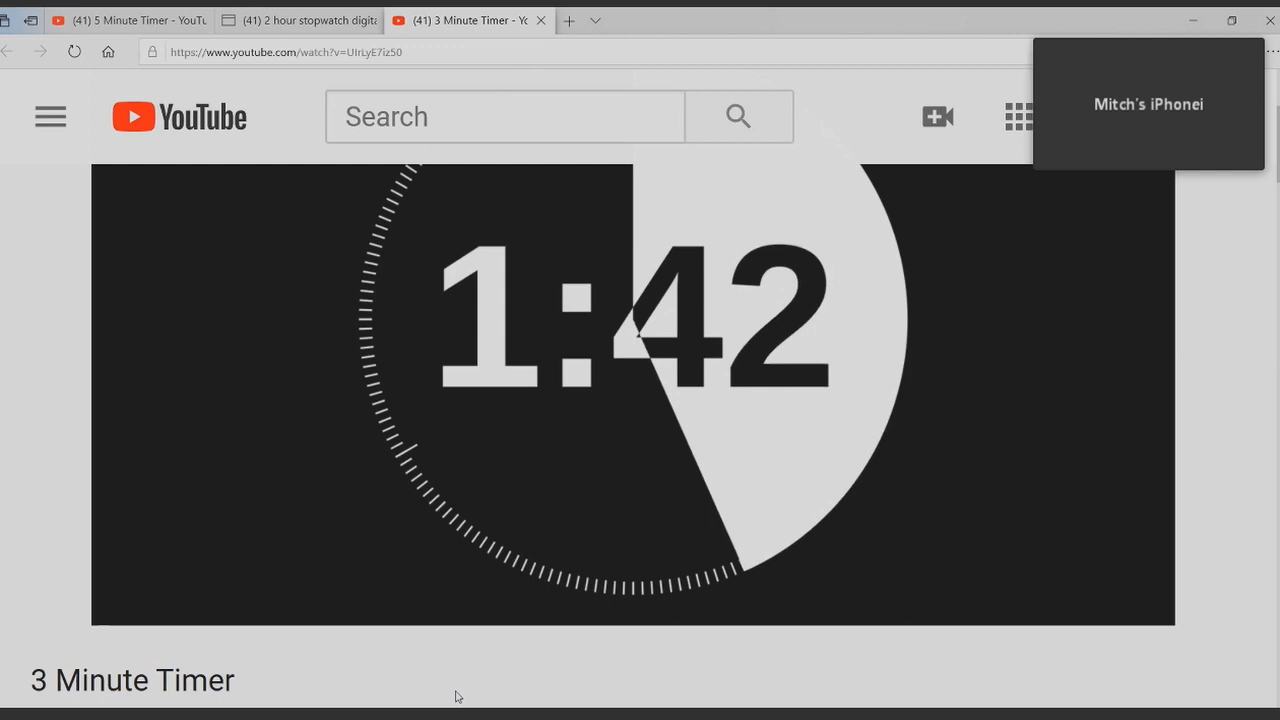 (41) 5 Minute Timer - YouTu
(41) 2 hour stopwatch digita
(41) 3 Minute Timer - Yo
https://www.youtube.com/watch?v=UIrLyE7iz50
YouTube
Search
Mitch's iPhonei
1:42
3 Minute Timer